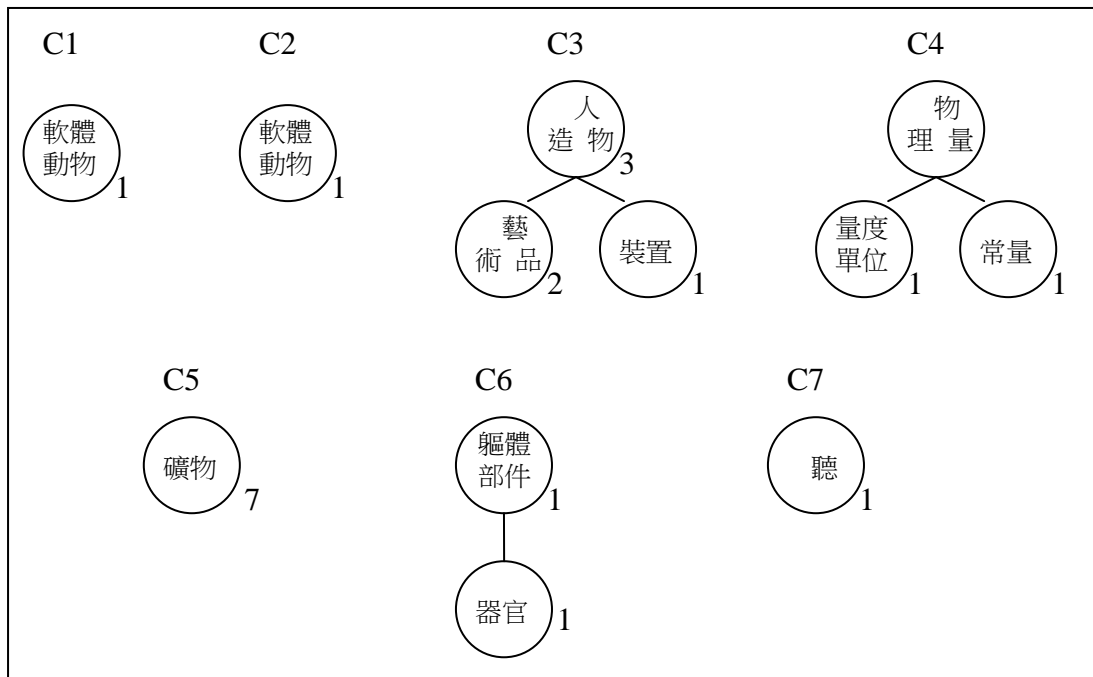 C1
C2
C3
C4
軟體
動物
1
軟體
動物
1
人
造 物
3
物
理 量
藝
術 品
2
裝置
1
量度
單位
1
常量
1
C5
C6
C7
礦物
7
軀體
部件
1
聽
1
器官
1